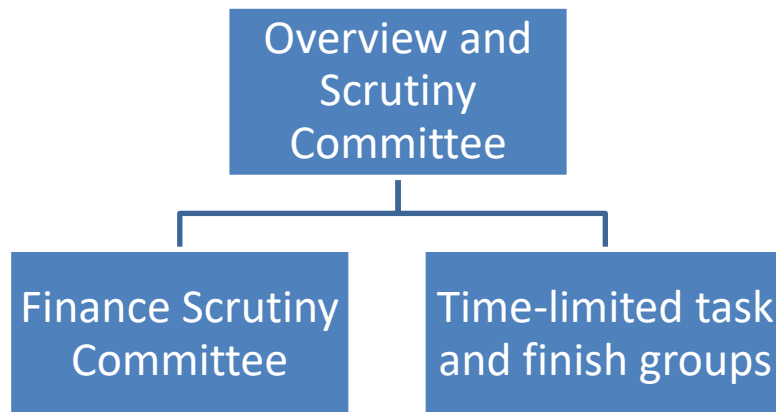 Overview and
Scrutiny
Committee
Finance Scrutiny
Committee
Time-limited task
and finish groups